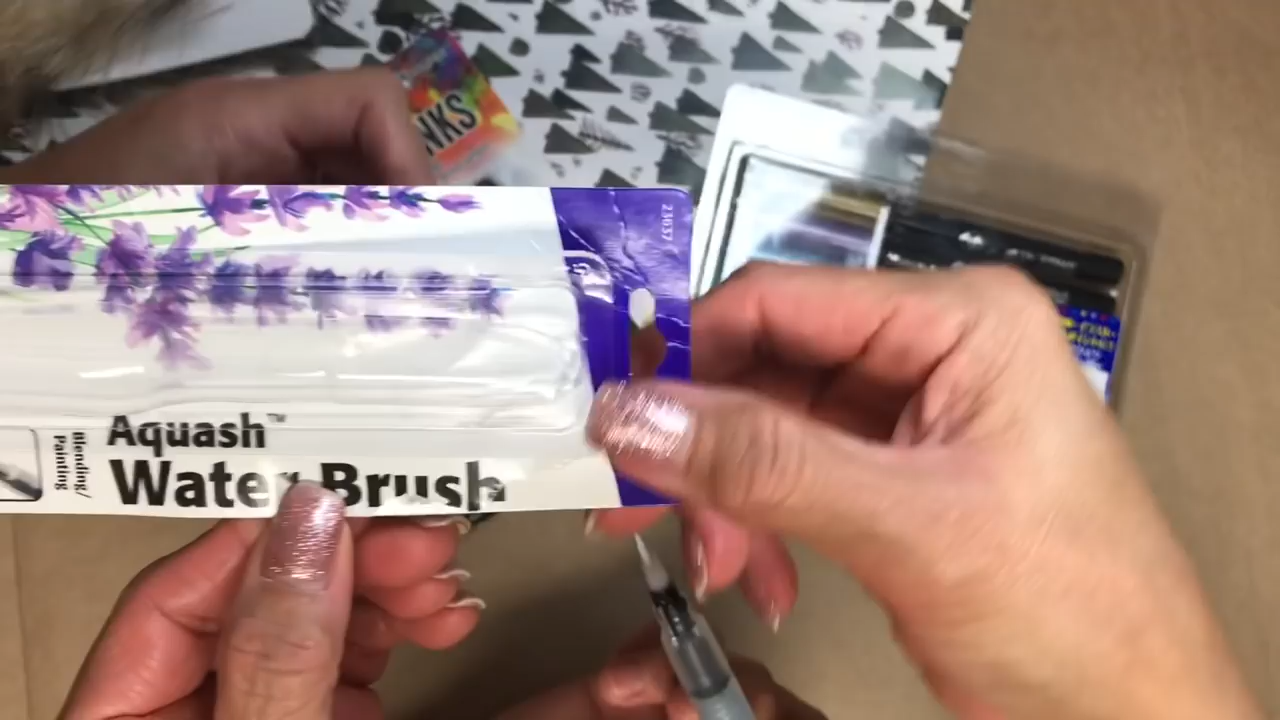 NKS
23637
Aquash™
Water Brush
Blending/
Painting